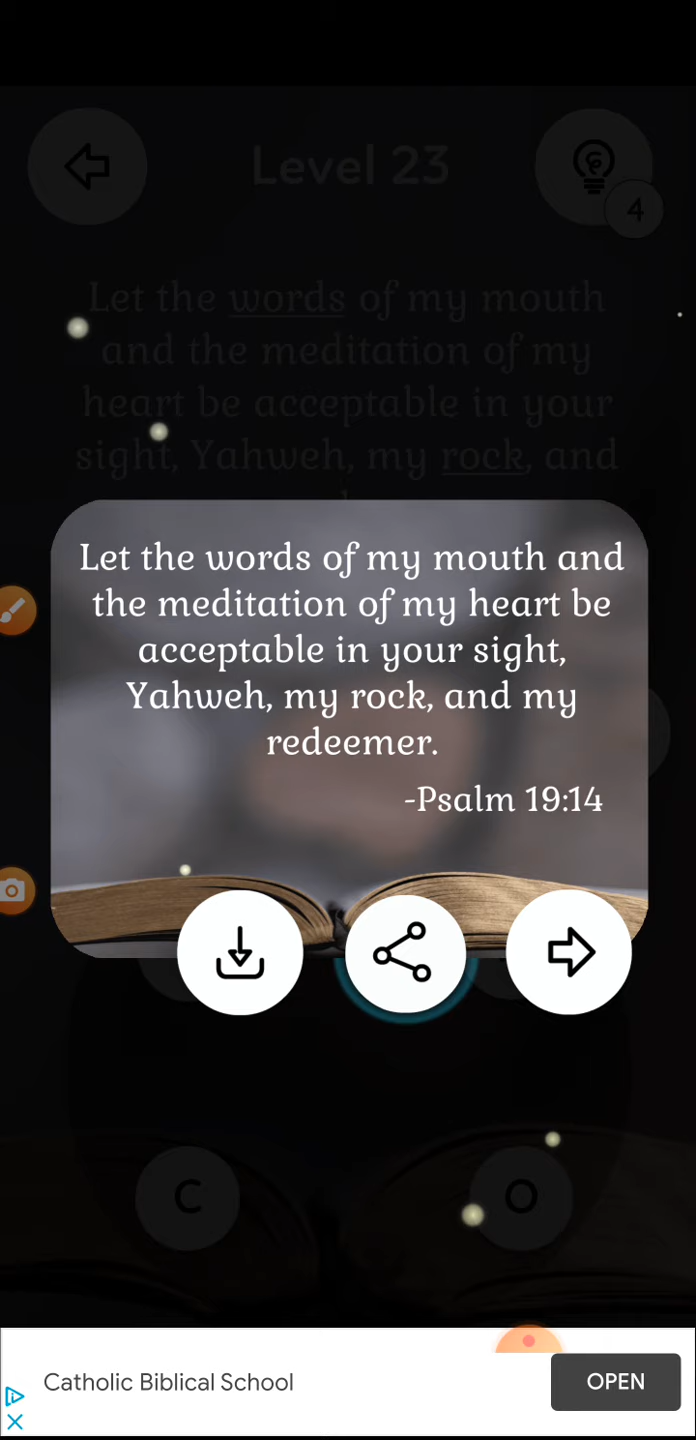 Level 23
4
Let the words of my mouth
and the meditation of my
heart be acceptable in your
sight, Yahweh, my rock, and
Let the words of my mouth and
the meditation of my heart be
acceptable in your sight,
Yahweh, my rock, and my
redeemer.
-Psalm 19:14
C O
Catholic Biblical School
OPEN